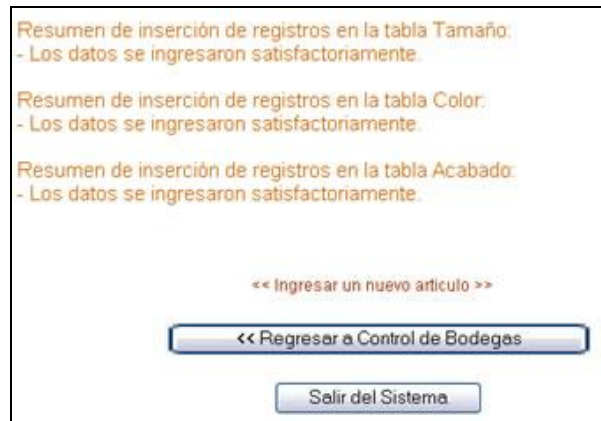 Resumen de inserción de registros en la tabla Tamaño:
- Los datos se ingresaron satisfactoriamente.
Resumen de inserción de registros en la tabla Color:
- Los datos se ingresaron satisfactoriamente.
Resumen de inserción de registros en la tabla Acabado:
- Los datos se ingresaron satisfactoriamente.
<< Ingresar un nuevo articulo >>
<< Regresar a Control de Bodegas
Salir del Sistema